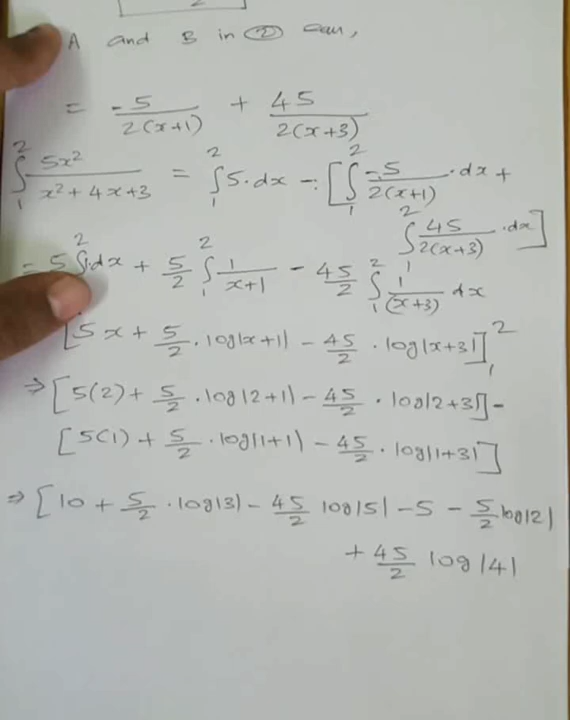 A and B in ② eqn,
= -5/2(x+1) + 45/2(x+3)
∫₁² 5x²/x²+4x+3 = ∫₁² 5.dx - [∫₁² -5/2(x+1) .dx +
∫₁² 45/2(x+3) .dx]
= 5∫₁² 1.dx + 5/2 ∫₁² 1/x+1 - 45/2 ∫₁² 1/(x+3) dx
[5x + 5/2 . log|x+1| - 45/2 . log|x+3|]₁²
⇒ [5(2) + 5/2 . log|2+1| - 45/2 . log|2+3|] -
[5(1) + 5/2 . log|1+1| - 45/2 . log|1+3|]
⇒ [10 + 5/2 . log|3| - 45/2 log|5| - 5 - 5/2 log|2|
+ 45/2 log|4|